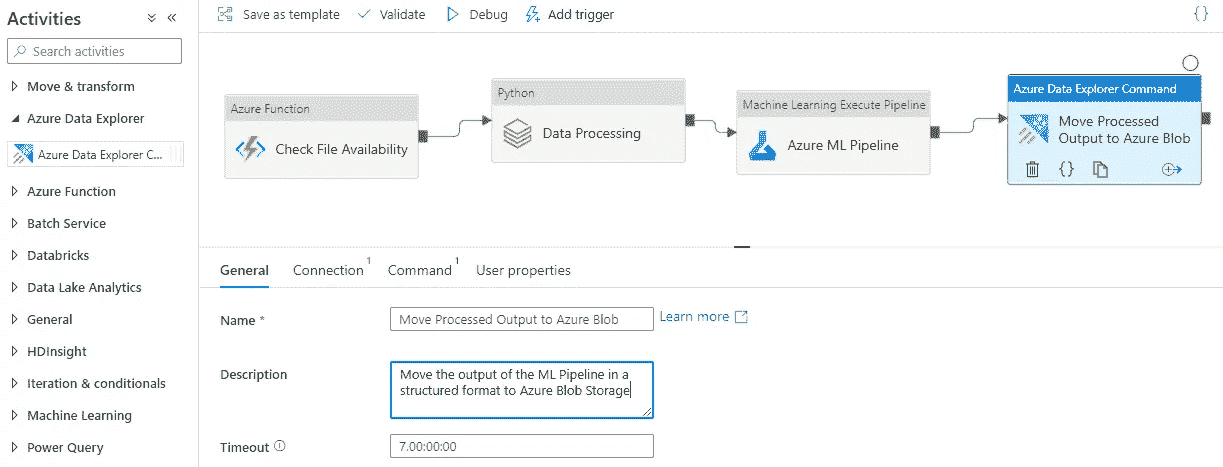 Activities
Search activities
Move & transform
Azure Data Explorer
Azure Data Explorer C...
Azure Function
Batch Service
Databricks
Data Lake Analytics
General
HDInsight
Iteration & conditionals
Machine Learning
Power Query
Save as template
Validate
Debug
Add trigger
{}
Azure Function
Check File Availability
Python
Data Processing
Machine Learning Execute Pipeline
Azure ML Pipeline
Azure Data Explorer Command
Move Processed
Output to Azure Blob
{}
General
Connection 1
Command 1
User properties
Name *
Move Processed Output to Azure Blob
Learn more
Description
Move the output of the ML Pipeline in a
structured format to Azure Blob Storage
Timeout
7.00:00:00